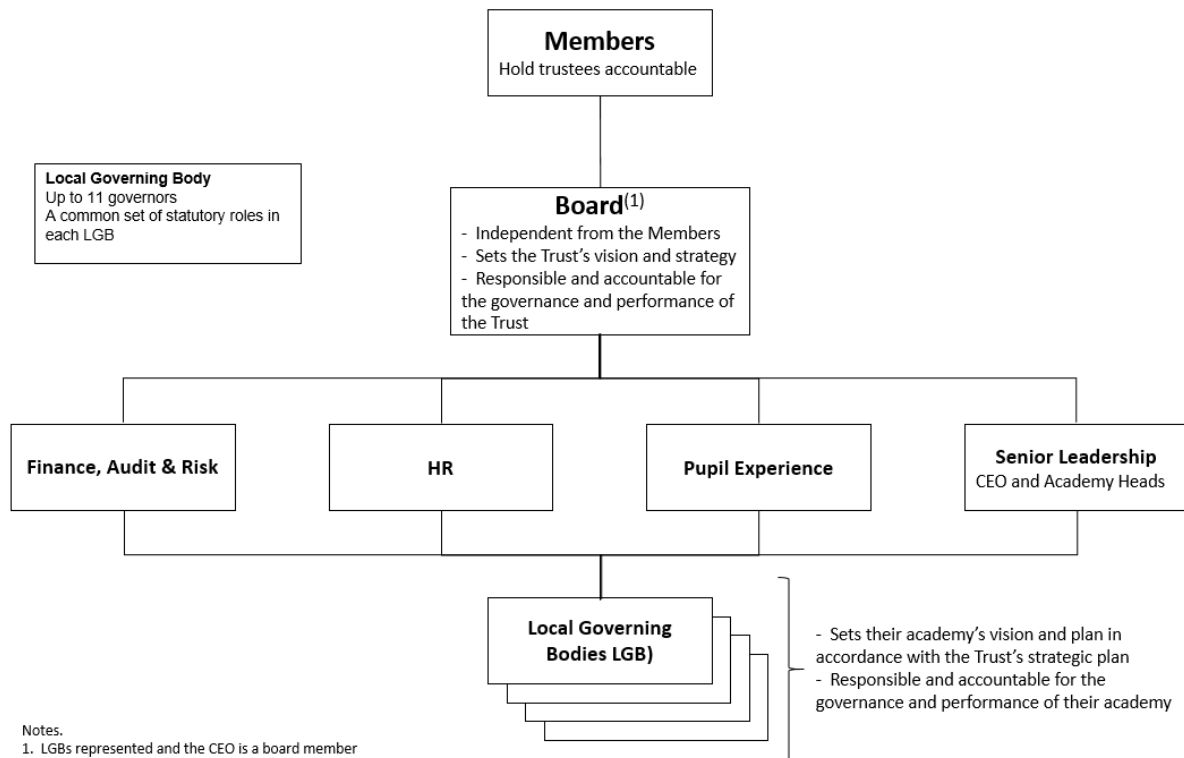 Members
Hold trustees accountable
Local Governing Body
Up to 11 governors
A common set of statutory roles in
each LGB
Board(1)
- Independent from the Members
- Sets the Trust’s vision and strategy
- Responsible and accountable for
the governance and performance of
the Trust
Finance, Audit & Risk
HR
Pupil Experience
Senior Leadership
CEO and Academy Heads
Local Governing
Bodies LGB)
- Sets their academy’s vision and plan in
accordance with the Trust’s strategic plan
- Responsible and accountable for the
governance and performance of their academy
Notes.
1. LGBs represented and the CEO is a board member